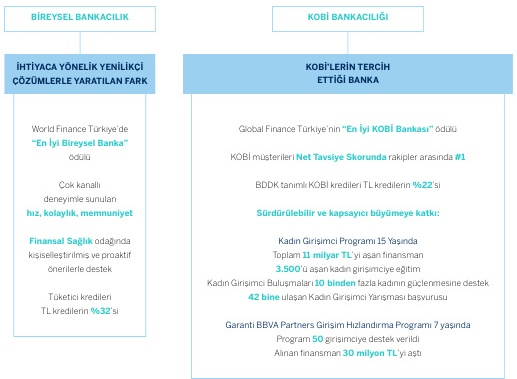 BİREYSEL BANKACILIK
İHTİYACA YÖNELİK YENİLİKÇİ
ÇÖZÜMLERLE YARATILAN FARK
World Finance Türkiye'de
"En İyi Bireysel Banka"
ödülü
Çok kanallı
deneyimle sunulan
hız, kolaylık, memnuniyet
Finansal Sağlık odağında
kişiselleştirilmiş ve proaktif
önerilerle destek
Tüketici kredileri
TL kredilerin %32'si
KOBİ BANKACILIĞI
KOBİ'LERİN TERCİH
ETTİĞİ BANKA
Global Finance Türkiye'nin "En İyi KOBİ Bankası" ödülü
KOBİ müşterileri Net Tavsiye Skorunda rakipler arasında #1
BDDK tanımlı KOBİ kredileri TL kredilerin %22'si
Sürdürülebilir ve kapsayıcı büyümeye katkı:
Kadın Girişimci Programı 15 Yaşında
Toplam 11 milyar TL'yi aşan finansman
3.500'ü aşan kadın girişimciye eğitim
Kadın Girişimci Buluşmaları 10 binden fazla kadının güçlenmesine destek
42 bine ulaşan Kadın Girişimci Yarışması başvurusu
Garanti BBVA Partners Girişim Hızlandırma Programı 7 yaşında
Program 50 girişimciye destek verildi
Alınan finansman 30 milyon TL'yi aştı